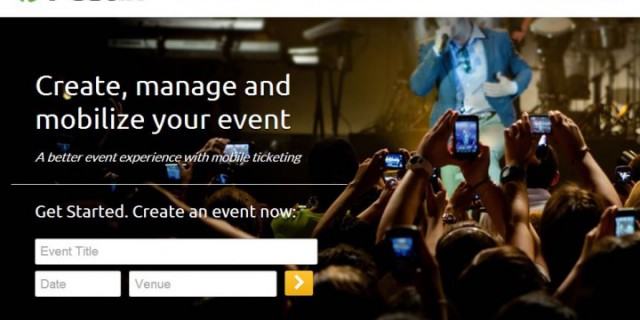 Create, manage and
mobilize your event
A better event experience with mobile ticketing
Get Started. Create an event now:
Event Title
Date
Venue